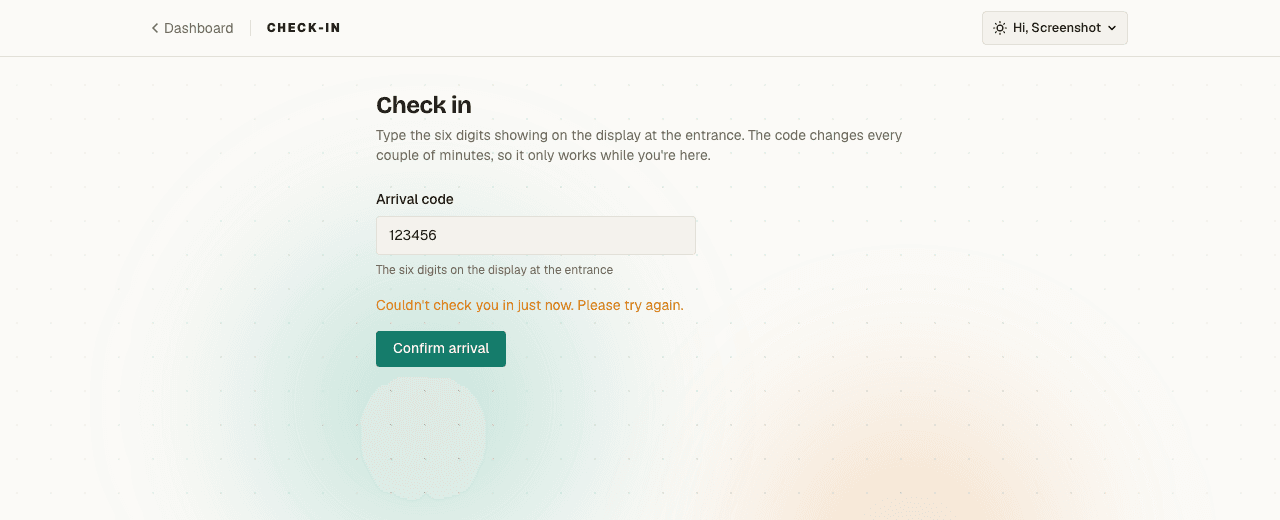 Dashboard
CHECK-IN
Hi, Screenshot
Check in
Type the six digits showing on the display at the entrance. The code changes every
couple of minutes, so it only works while you're here.
Arrival code
123456
The six digits on the display at the entrance
Couldn't check you in just now. Please try again.
Confirm arrival